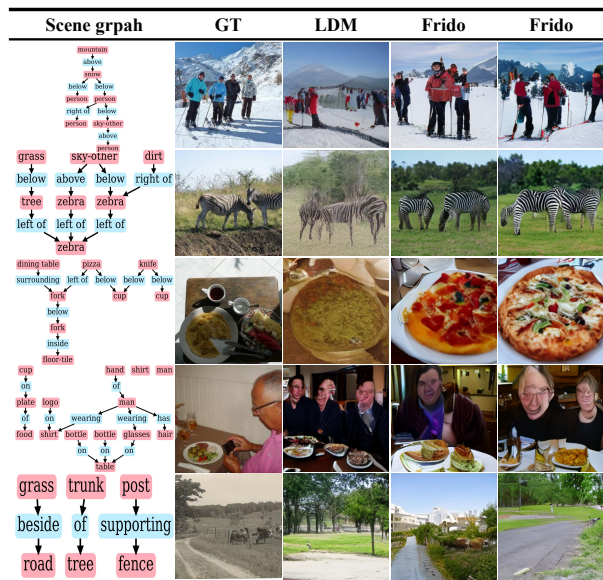 Scene grpah GT LDM Frido Frido
mountain
above
snow
below below
person person
right of below
person sky-other
above
person
grass sky-other dirt
below above below right of
tree zebra zebra
left of left of left of
zebra
dining table pizza knife
surrounding left of below below below
fork cup cup
below
fork
inside
floor-tile
cup hand shirt man
on of
plate logo man
of on wearing wearing has
food shirt bottle bottle glasses hair
on on
table
grass trunk post
beside of supporting
road tree fence